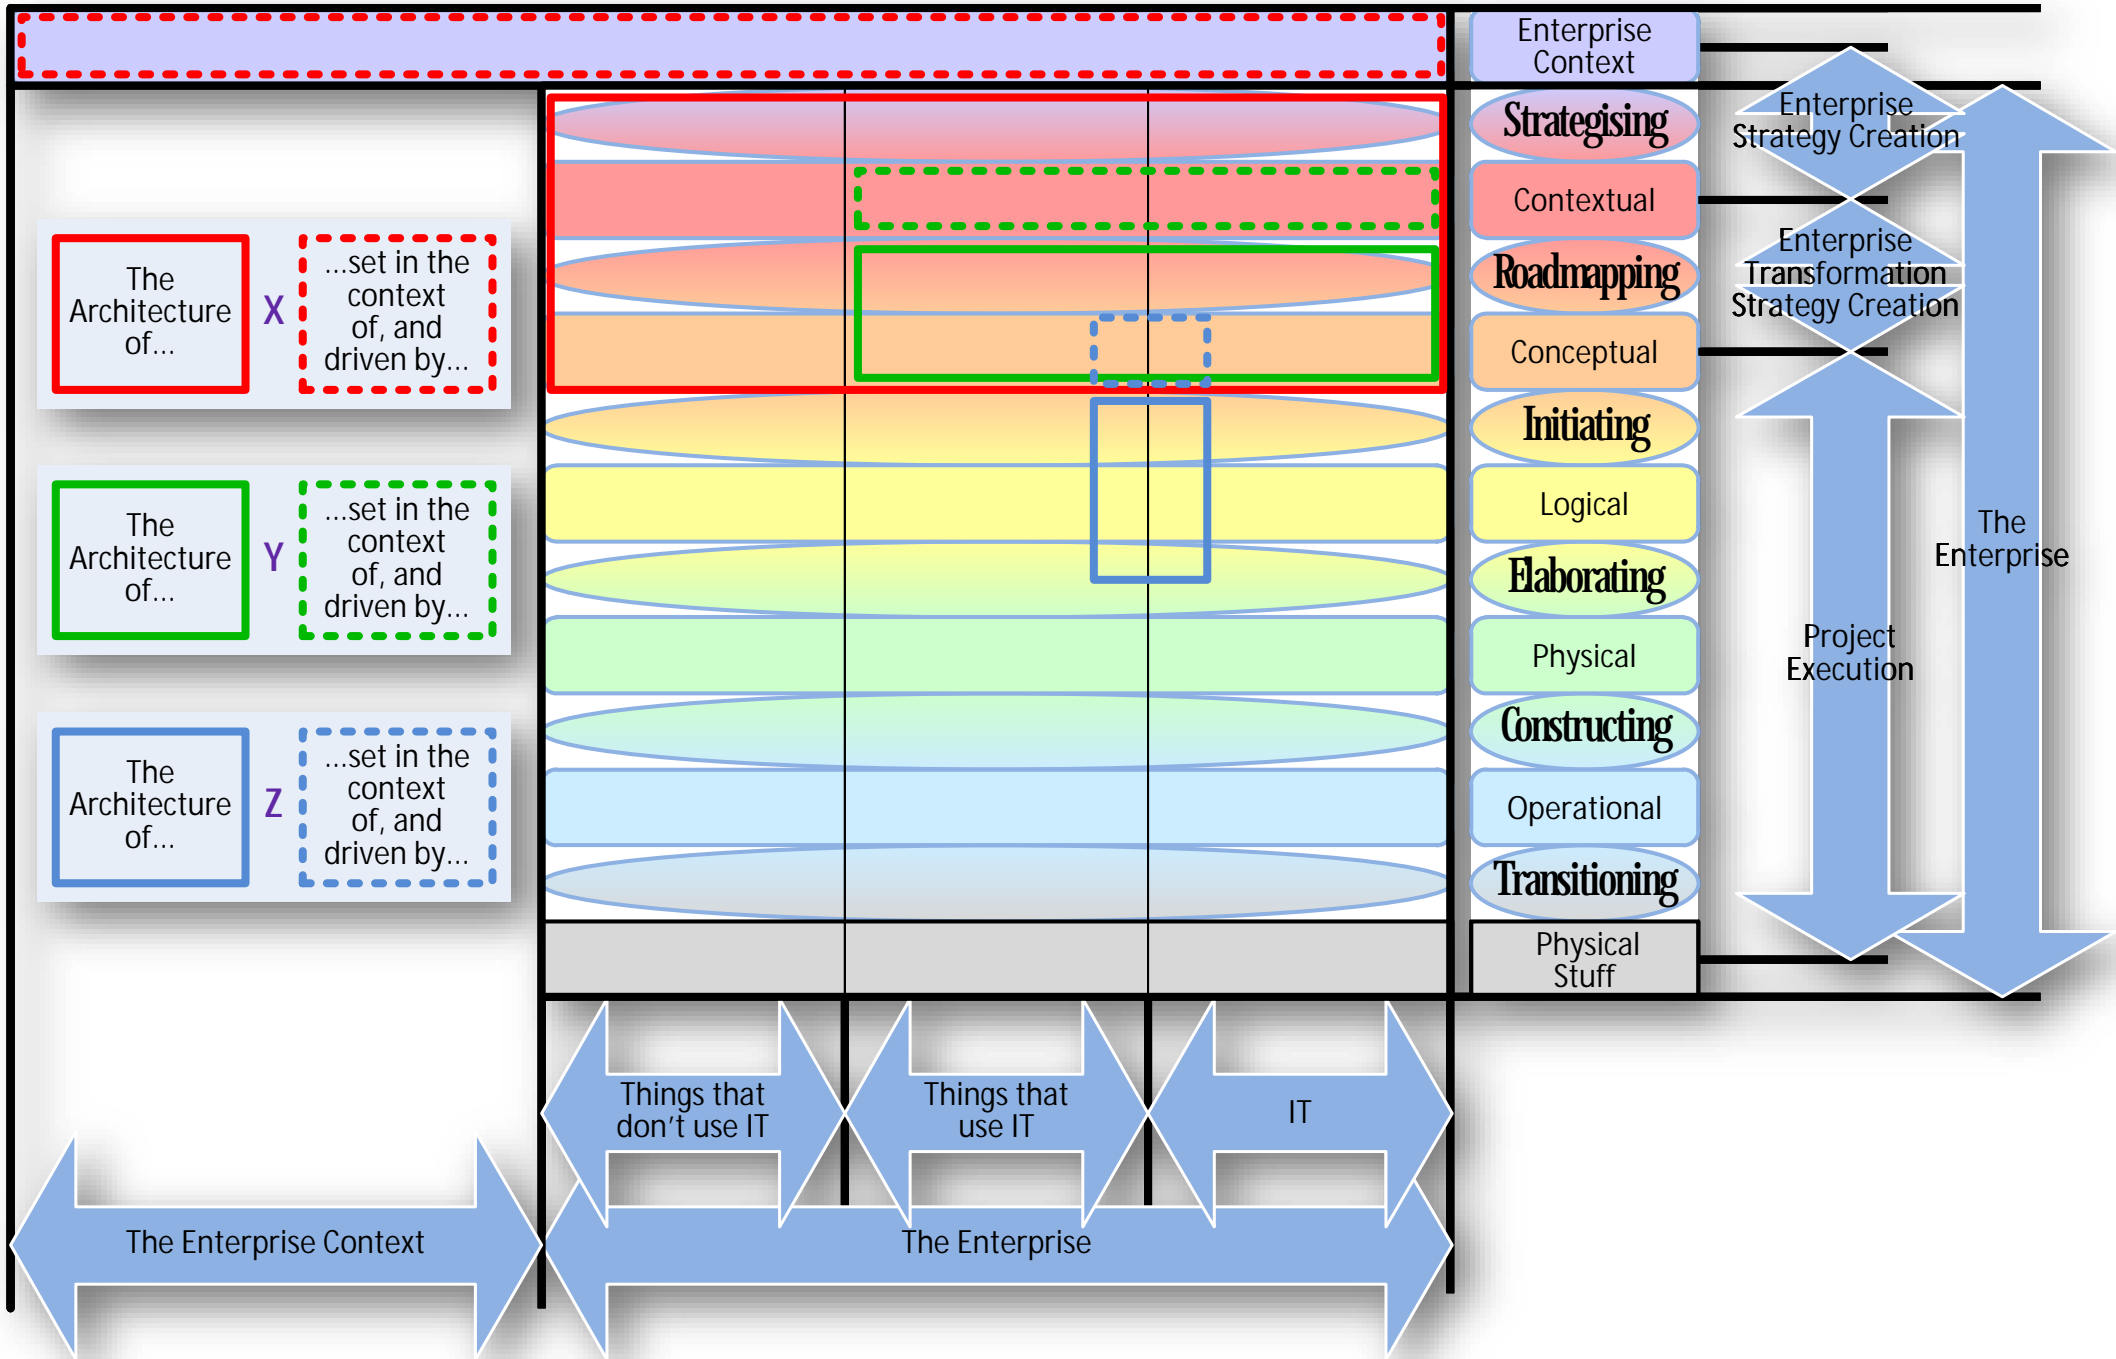 Enterprise
Context
Strategising
Contextual
Roadmapping
Conceptual
Initiating
Logical
Elaborating
Physical
Constructing
Operational
Transitioning
Physical
Stuff
Enterprise
Strategy Creation
Enterprise
Transformation
Strategy Creation
Project
Execution
The
Enterprise
The
Architecture
of...
X
...set in the
context
of, and
driven by...
The
Architecture
of...
Y
...set in the
context
of, and
driven by...
The
Architecture
of...
Z
...set in the
context
of, and
driven by...
Things that
don't use IT
Things that
use IT
IT
The Enterprise Context
The Enterprise